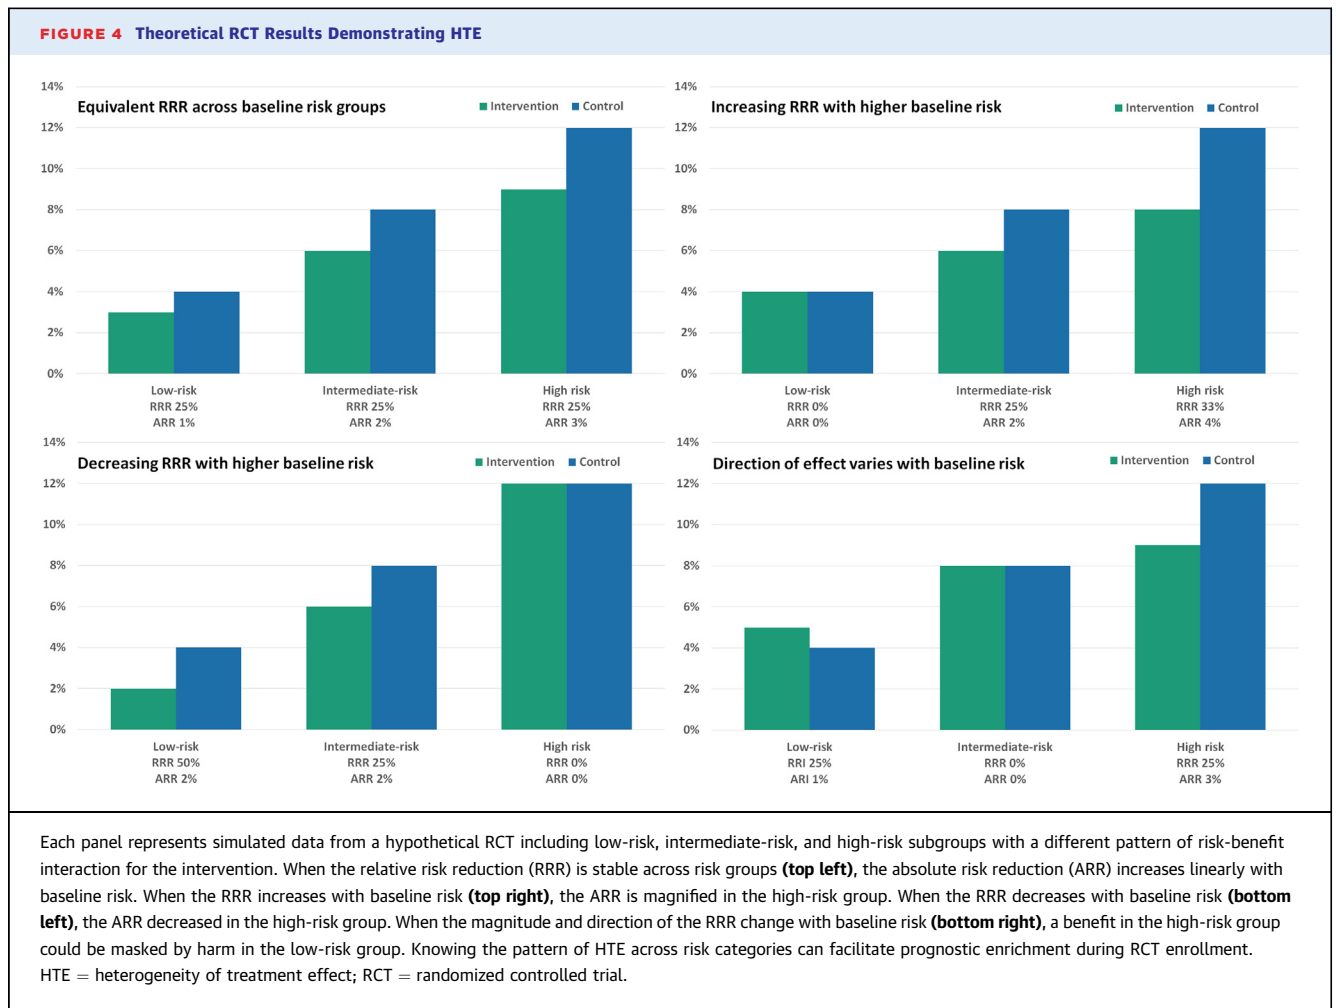 FIGURE 4 Theoretical RCT Results Demonstrating HTE
Equivalent RRR across baseline risk groups
Intervention Control
14%
12%
10%
8%
6%
4%
2%
0%
Low-risk Intermediate-risk High risk
RRR 25% RRR 25% RRR 25%
ARR 1% ARR 2% ARR 3%
Increasing RRR with higher baseline risk
Intervention Control
14%
12%
10%
8%
6%
4%
2%
0%
Low-risk Intermediate-risk High risk
RRR 0% RRR 25% RRR 33%
ARR 0% ARR 2% ARR 4%
Decreasing RRR with higher baseline risk
Intervention Control
14%
12%
10%
8%
6%
4%
2%
0%
Low-risk Intermediate-risk High risk
RRR 50% RRR 25% RRR 0%
ARR 2% ARR 2% ARR 0%
Direction of effect varies with baseline risk
Intervention Control
14%
12%
10%
8%
6%
4%
2%
0%
Low-risk Intermediate-risk High risk
RRI 25% RRR 0% RRR 25%
ARI 1% ARR 0% ARR 3%
Each panel represents simulated data from a hypothetical RCT including low-risk, intermediate-risk, and high-risk subgroups with a different pattern of risk-benefit
interaction for the intervention. When the relative risk reduction (RRR) is stable across risk groups (top left), the absolute risk reduction (ARR) increases linearly with
baseline risk. When the RRR increases with baseline risk (top right), the ARR is magnified in the high-risk group. When the RRR decreases with baseline risk (bottom
left), the ARR decreased in the high-risk group. When the magnitude and direction of the RRR change with baseline risk (bottom right), a benefit in the high-risk group
could be masked by harm in the low-risk group. Knowing the pattern of HTE across risk categories can facilitate prognostic enrichment during RCT enrollment.
HTE = heterogeneity of treatment effect; RCT = randomized controlled trial.